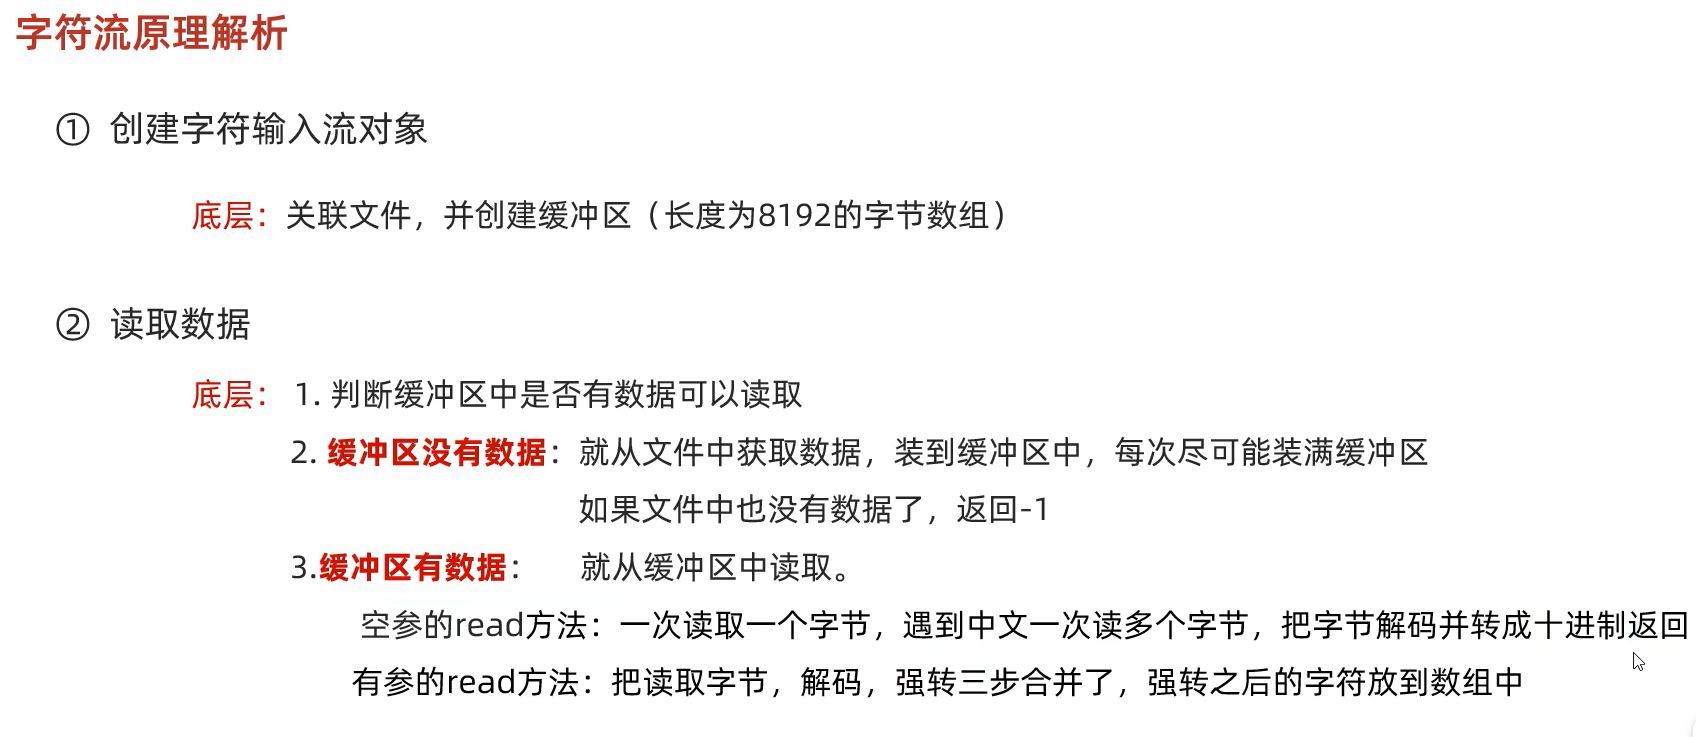 字符流原理解析
① 创建字符输入流对象
底层：关联文件，并创建缓冲区（长度为8192的字节数组）
② 读取数据
底层： 1. 判断缓冲区中是否有数据可以读取
2. 缓冲区没有数据：就从文件中获取数据，装到缓冲区中，每次尽可能装满缓冲区
如果文件中也没有数据了，返回-1
3.缓冲区有数据： 就从缓冲区中读取。
空参的read方法：一次读取一个字节，遇到中文一次读多个字节，把字节解码并转成十进制返回
有参的read方法：把读取字节，解码，强转三步合并了，强转之后的字符放到数组中